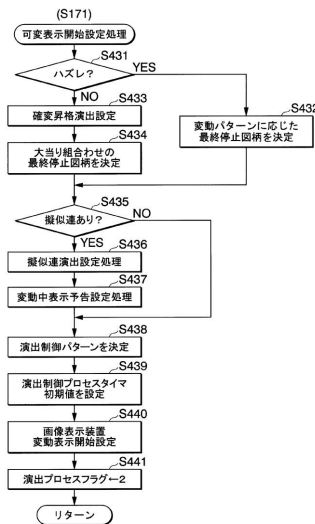 (S171)
可変表示開始設定処理
S431
ハズレ？
YES
NO
S433
確変昇格演出設定
S432
変動パターンに応じた
最終停止図柄を決定
S434
大当り組合わせの
最終停止図柄を決定
S435
擬似連あり？
NO
YES
S436
擬似連演出設定処理
S437
変動中表示予告設定処理
S438
演出制御パターンを決定
S439
演出制御プロセスタイマ
初期値を設定
S440
画像表示装置
変動表示開始設定
S441
演出プロセスフラグ←2
リターン